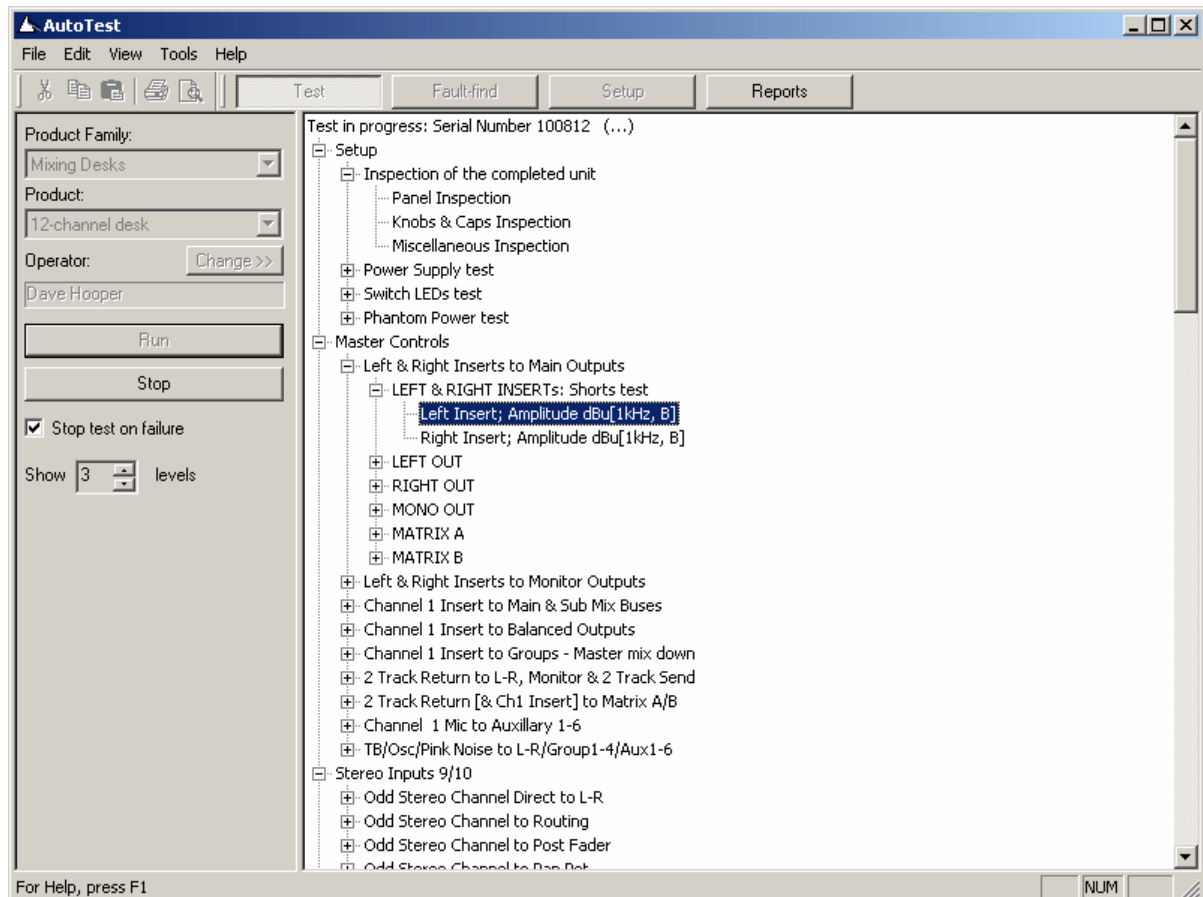 AutoTest
File Edit View Tools Help
Test Fault-find Setup Reports
Product Family:
Mixing Desks
Product:
12-channel desk
Operator: Change >>
Dave Hooper
Run
Stop
Stop test on failure
Show 3 levels
Test in progress: Serial Number 100812 (...)
Setup
Inspection of the completed unit
Panel Inspection
Knobs & Caps Inspection
Miscellaneous Inspection
Power Supply test
Switch LEDs test
Phantom Power test
Master Controls
Left & Right Inserts to Main Outputs
LEFT & RIGHT INSERTs: Shorts test
Left Insert; Amplitude dBu[1kHz, B]
Right Insert; Amplitude dBu[1kHz, B]
LEFT OUT
RIGHT OUT
MONO OUT
MATRIX A
MATRIX B
Left & Right Inserts to Monitor Outputs
Channel 1 Insert to Main & Sub Mix Buses
Channel 1 Insert to Balanced Outputs
Channel 1 Insert to Groups - Master mix down
2 Track Return to L-R, Monitor & 2 Track Send
2 Track Return [& Ch1 Insert] to Matrix A/B
Channel 1 Mic to Auxillary 1-6
TB/Osc/Pink Noise to L-R/Group1-4/Aux1-6
Stereo Inputs 9/10
Odd Stereo Channel Direct to L-R
Odd Stereo Channel to Routing
Odd Stereo Channel to Post Fader
Odd Stereo Channel to Pan Pot
For Help, press F1
NUM